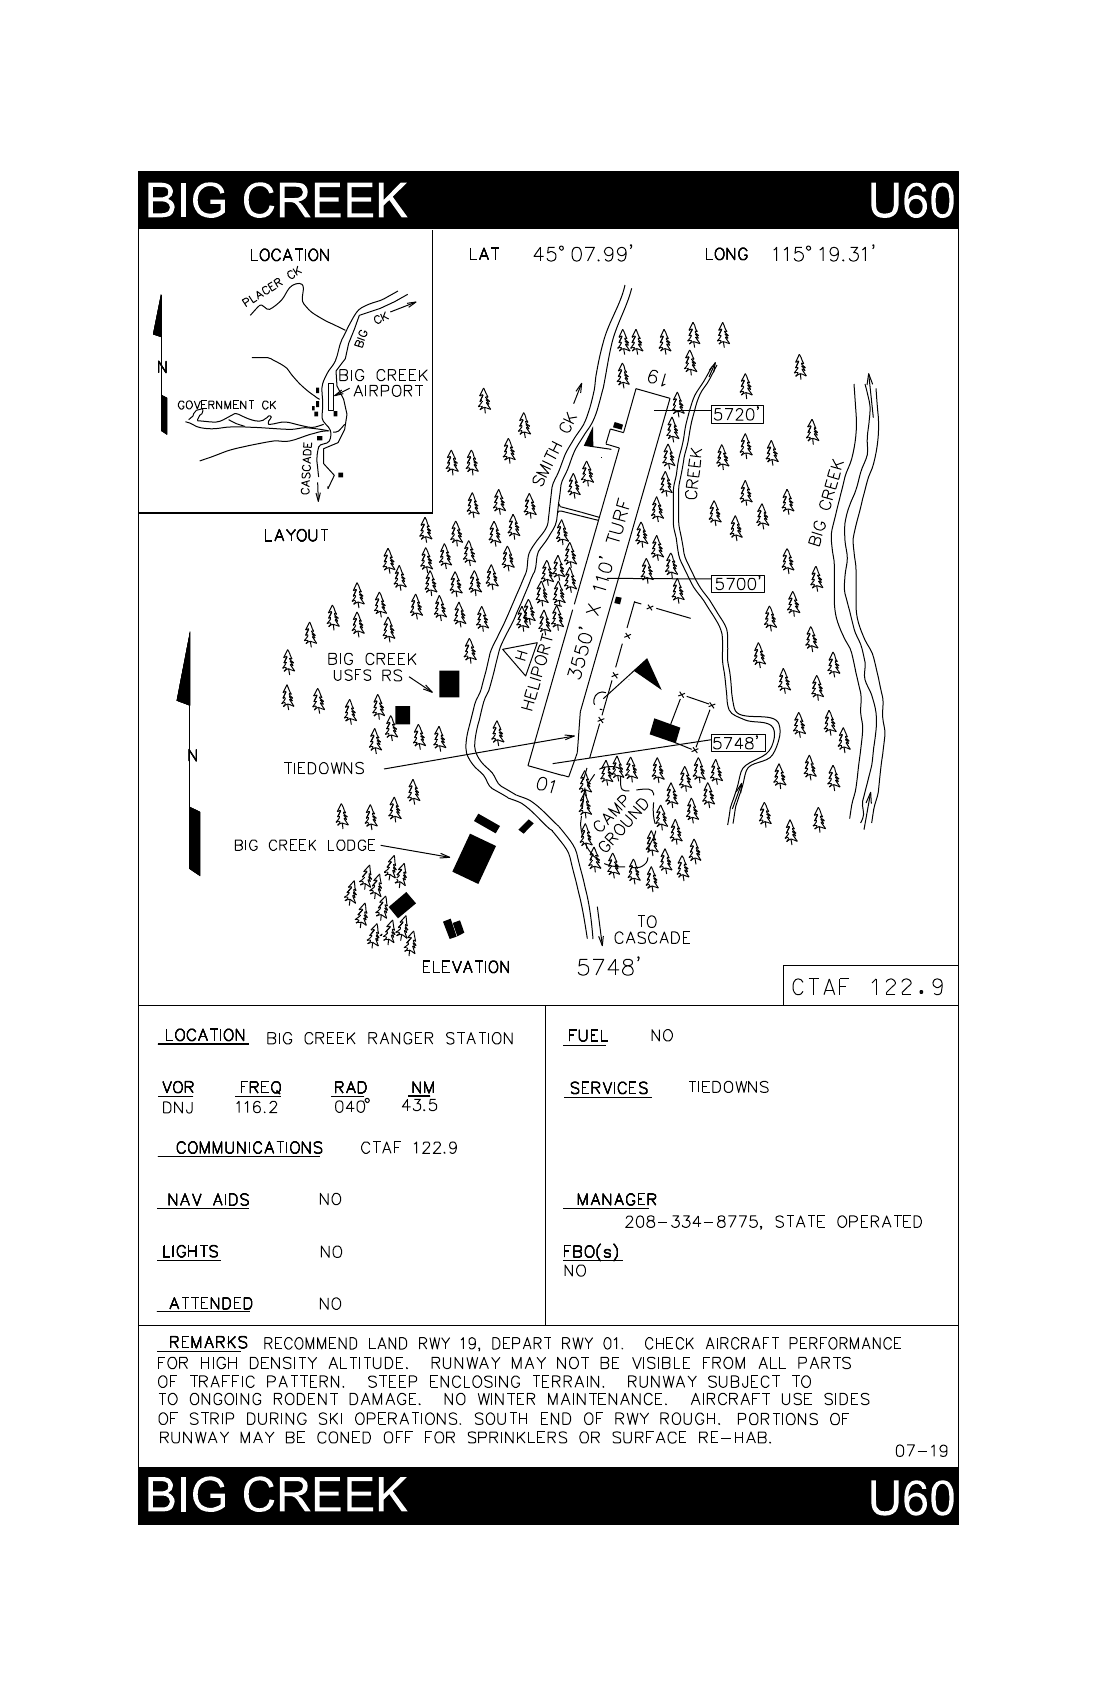 BIG CREEK U60
LOCATION
PLACER CK
BIG CK
N
BIG CREEK
AIRPORT
GOVERNMENT CK
CASCADE
LAT 45° 07.99' LONG 115° 19.31'
LAYOUT
19
5720'
SMITH CK
CREEK
BIG CREEK
3550' X 110' TURF
5700'
H
HELIPORT
BIG CREEK
USFS RS
N
5748'
TIEDOWNS
01
CAMP
GROUND
BIG CREEK LODGE
TO
CASCADE
ELEVATION 5748'
CTAF 122.9
LOCATION BIG CREEK RANGER STATION
VOR FREQ RAD NM
DNJ 116.2 040° 43.5
COMMUNICATIONS CTAF 122.9
NAV AIDS NO
LIGHTS NO
ATTENDED NO
FUEL NO
SERVICES TIEDOWNS
MANAGER
208-334-8775, STATE OPERATED
FBO(s)
NO
REMARKS RECOMMEND LAND RWY 19, DEPART RWY 01. CHECK AIRCRAFT PERFORMANCE
FOR HIGH DENSITY ALTITUDE. RUNWAY MAY NOT BE VISIBLE FROM ALL PARTS
OF TRAFFIC PATTERN. STEEP ENCLOSING TERRAIN. RUNWAY SUBJECT TO
TO ONGOING RODENT DAMAGE. NO WINTER MAINTENANCE. AIRCRAFT USE SIDES
OF STRIP DURING SKI OPERATIONS. SOUTH END OF RWY ROUGH. PORTIONS OF
RUNWAY MAY BE CONED OFF FOR SPRINKLERS OR SURFACE RE-HAB.
07-19
BIG CREEK U60